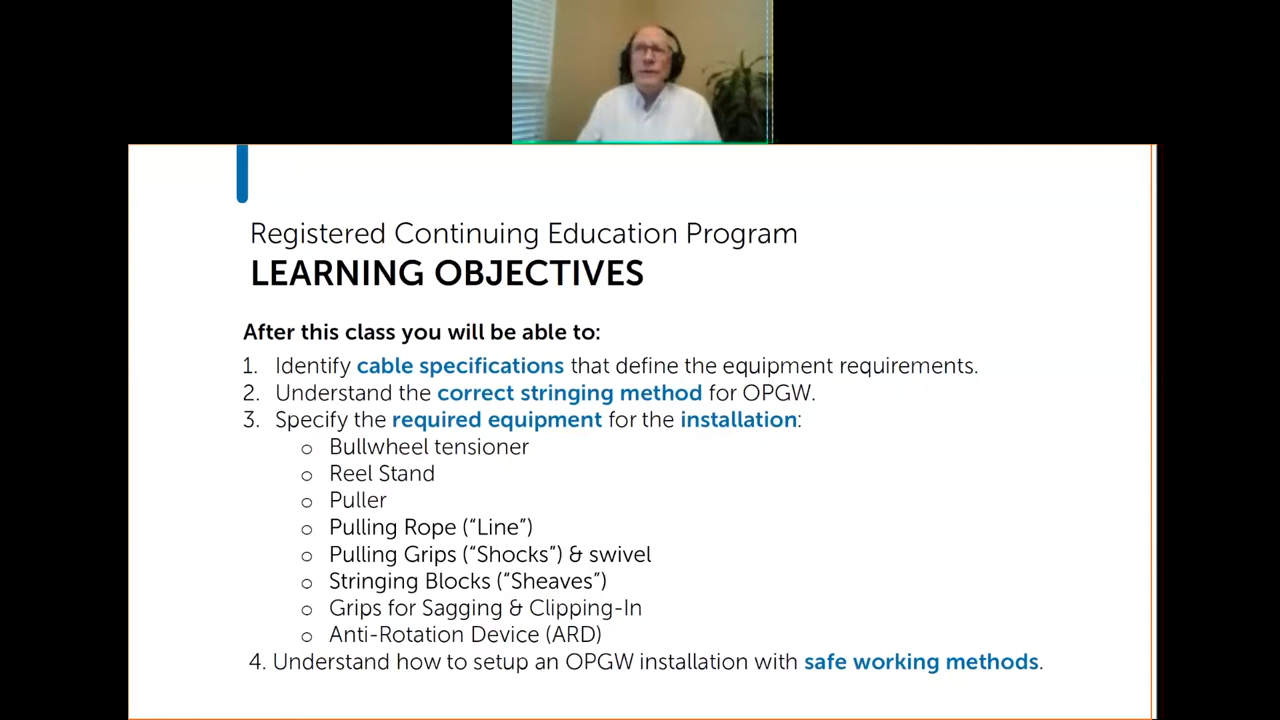 Registered Continuing Education Program
LEARNING OBJECTIVES
After this class you will be able to:
1. Identify cable specifications that define the equipment requirements.
2. Understand the correct stringing method for OPGW.
3. Specify the required equipment for the installation:
o Bullwheel tensioner
o Reel Stand
o Puller
o Pulling Rope (“Line”)
o Pulling Grips (“Shocks”) & swivel
o Stringing Blocks (“Sheaves”)
o Grips for Sagging & Clipping-In
o Anti-Rotation Device (ARD)
4. Understand how to setup an OPGW installation with safe working methods.